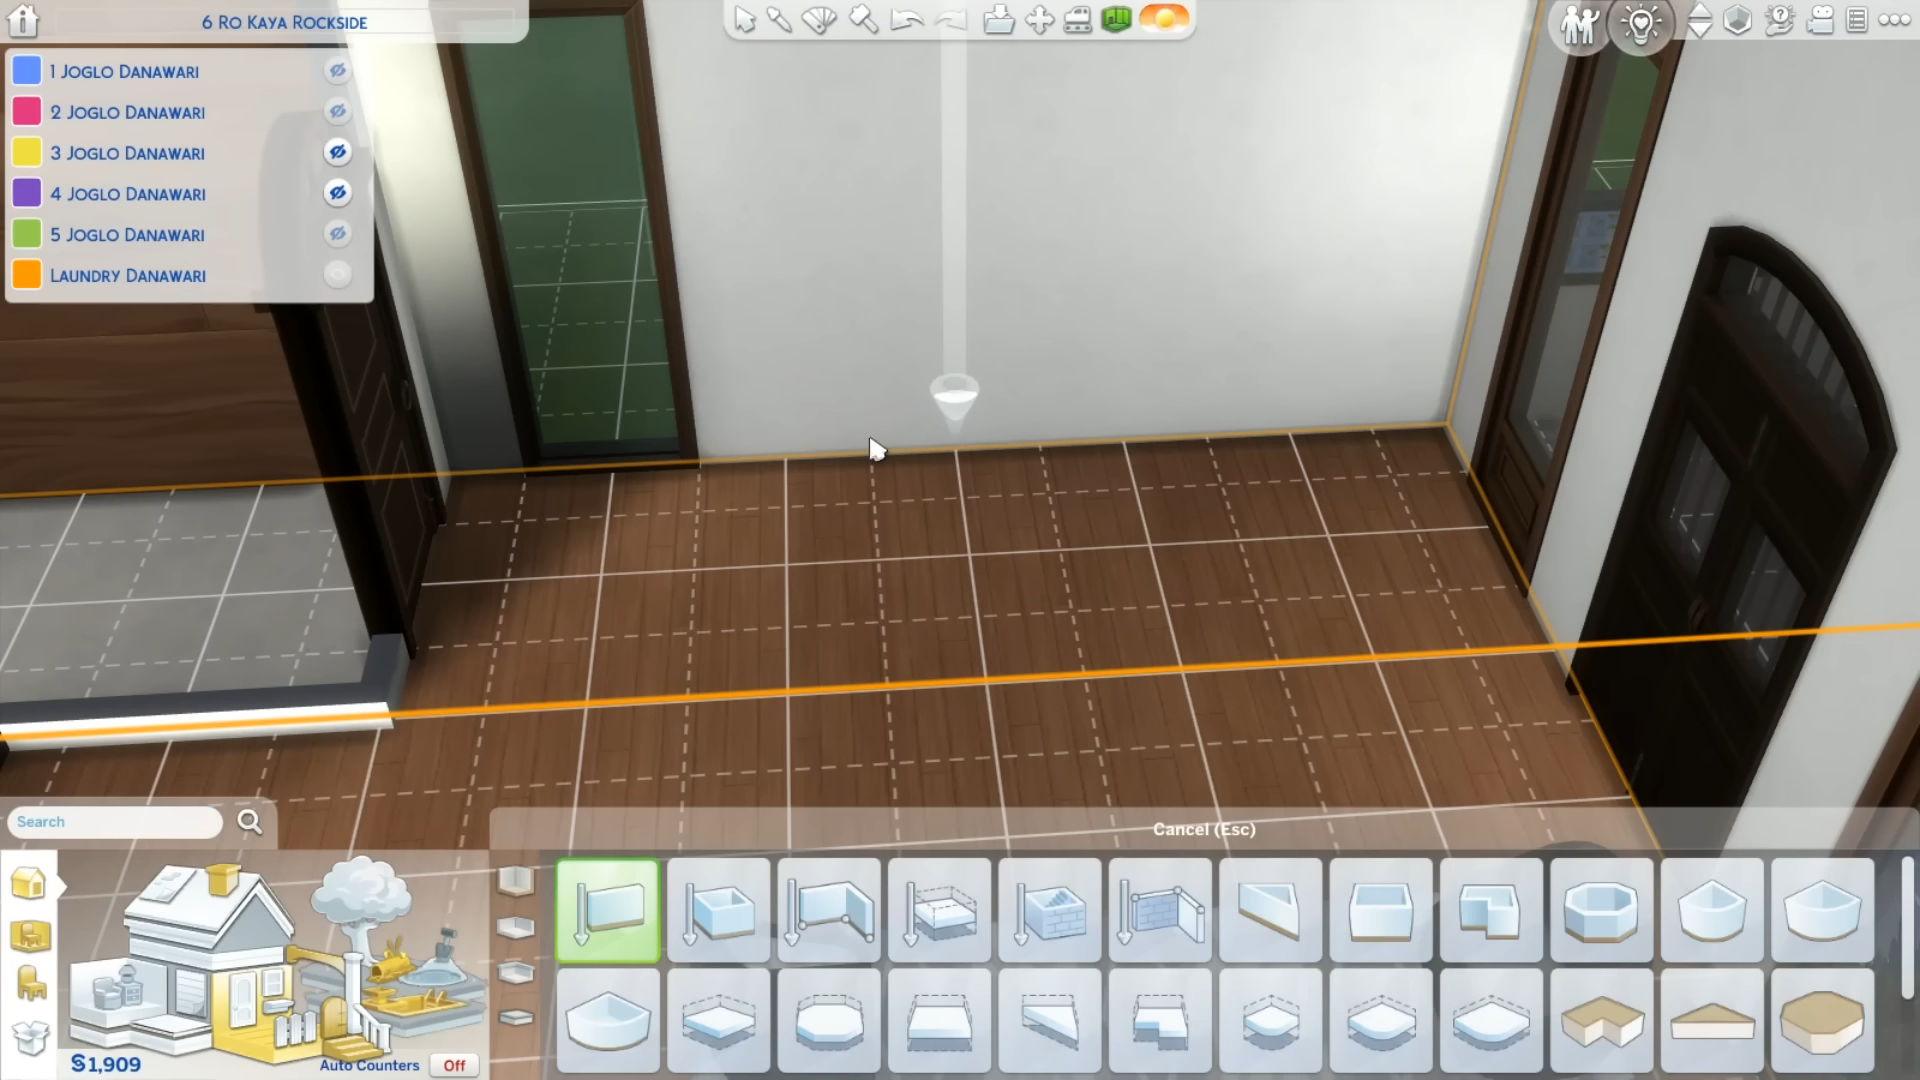 6 Ro Kaya Rockside
1 Joglo Danawari
2 Joglo Danawari
3 Joglo Danawari
4 Joglo Danawari
5 Joglo Danawari
Laundry Danawari
Search
Cancel (Esc)
§1,909
Auto Counters
Off